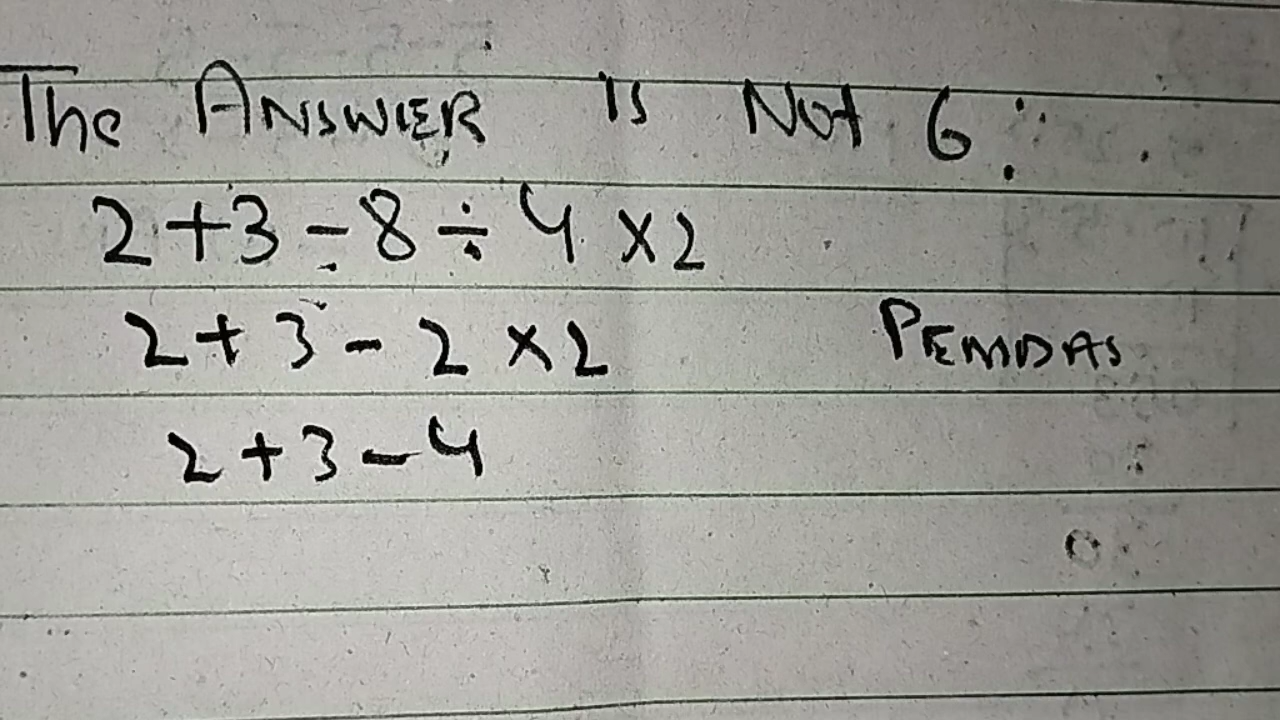 The ANSWER is Not 6:
2 + 3 - 8 ÷ 4 × 2
2 + 3 - 2 × 2 PEMDAS
2 + 3 - 4